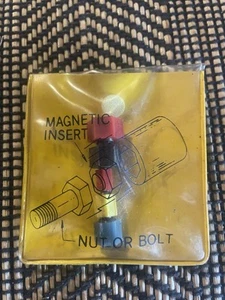 MAGNETIC
INSERT
NUT OR BOLT